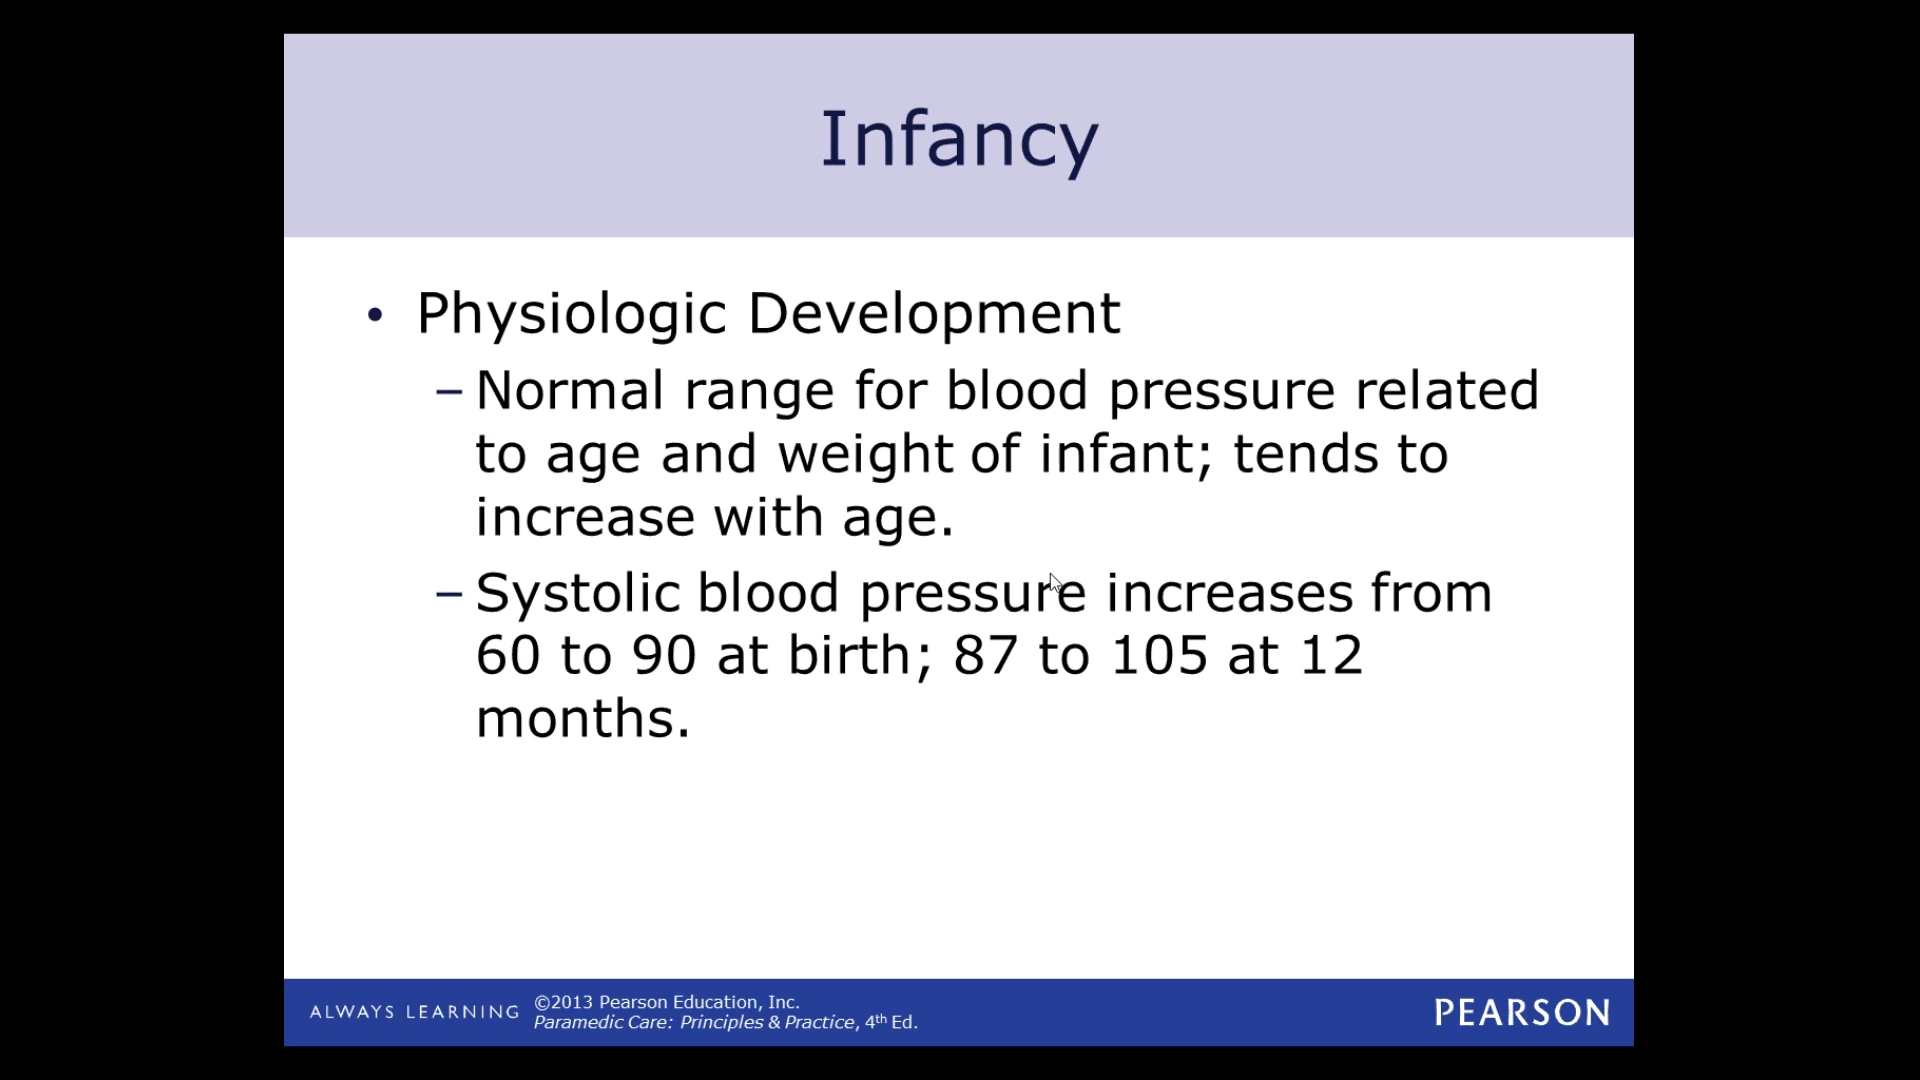 Infancy
• Physiologic Development
– Normal range for blood pressure related
to age and weight of infant; tends to
increase with age.
– Systolic blood pressure increases from
60 to 90 at birth; 87 to 105 at 12
months.
ALWAYS LEARNING
©2013 Pearson Education, Inc.
Paramedic Care: Principles & Practice, 4th Ed.
PEARSON